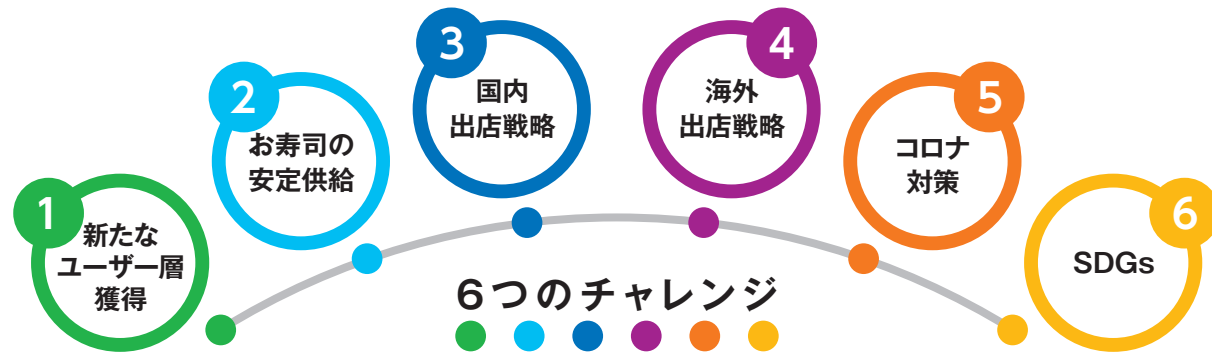 1
新たな
ユーザー層
獲得
2
お寿司の
安定供給
3
国内
出店戦略
4
海外
出店戦略
5
コロナ
対策
6
SDGs
6つのチャレンジ